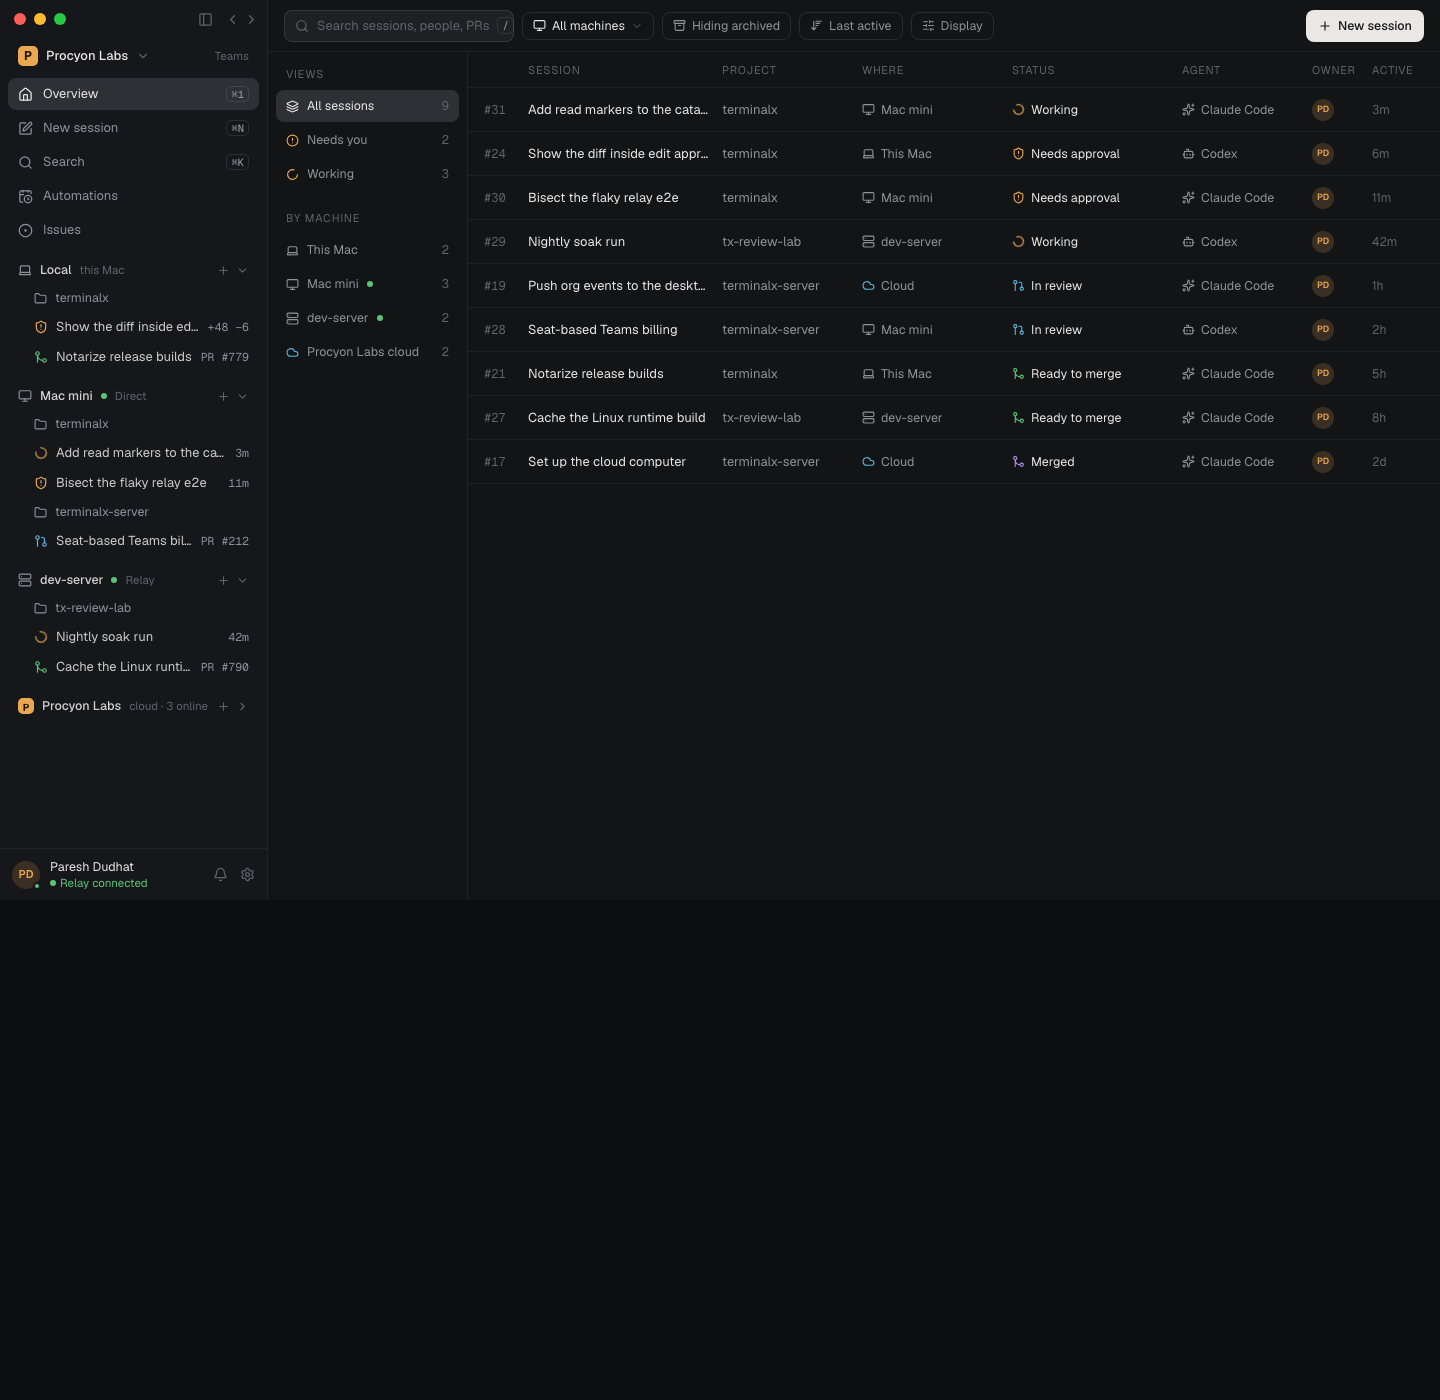 Procyon Labs
Teams
Overview ⌘1
New session ⌘N
Search ⌘K
Automations
Issues
Local this Mac
terminalx
Show the diff inside ed... +48 −6
Notarize release builds PR #779
Mac mini Direct
terminalx
Add read markers to the ca... 3m
Bisect the flaky relay e2e 11m
terminalx-server
Seat-based Teams bil... PR #212
dev-server Relay
tx-review-lab
Nightly soak run 42m
Cache the Linux runti... PR #790
Procyon Labs cloud · 3 online
PD Paresh Dudhat
Relay connected
Search sessions, people, PRs /
All machines
Hiding archived
Last active
Display
New session
VIEWS
All sessions 9
Needs you 2
Working 3
BY MACHINE
This Mac 2
Mac mini 3
dev-server 2
Procyon Labs cloud 2
SESSION PROJECT WHERE STATUS AGENT OWNER ACTIVE
#31 Add read markers to the cata... terminalx Mac mini Working Claude Code PD 3m
#24 Show the diff inside edit appr... terminalx This Mac Needs approval Codex PD 6m
#30 Bisect the flaky relay e2e terminalx Mac mini Needs approval Claude Code PD 11m
#29 Nightly soak run tx-review-lab dev-server Working Codex PD 42m
#19 Push org events to the deskt... terminalx-server Cloud In review Claude Code PD 1h
#28 Seat-based Teams billing terminalx-server Mac mini In review Codex PD 2h
#21 Notarize release builds terminalx This Mac Ready to merge Claude Code PD 5h
#27 Cache the Linux runtime build tx-review-lab dev-server Ready to merge Claude Code PD 8h
#17 Set up the cloud computer terminalx-server Cloud Merged Claude Code PD 2d